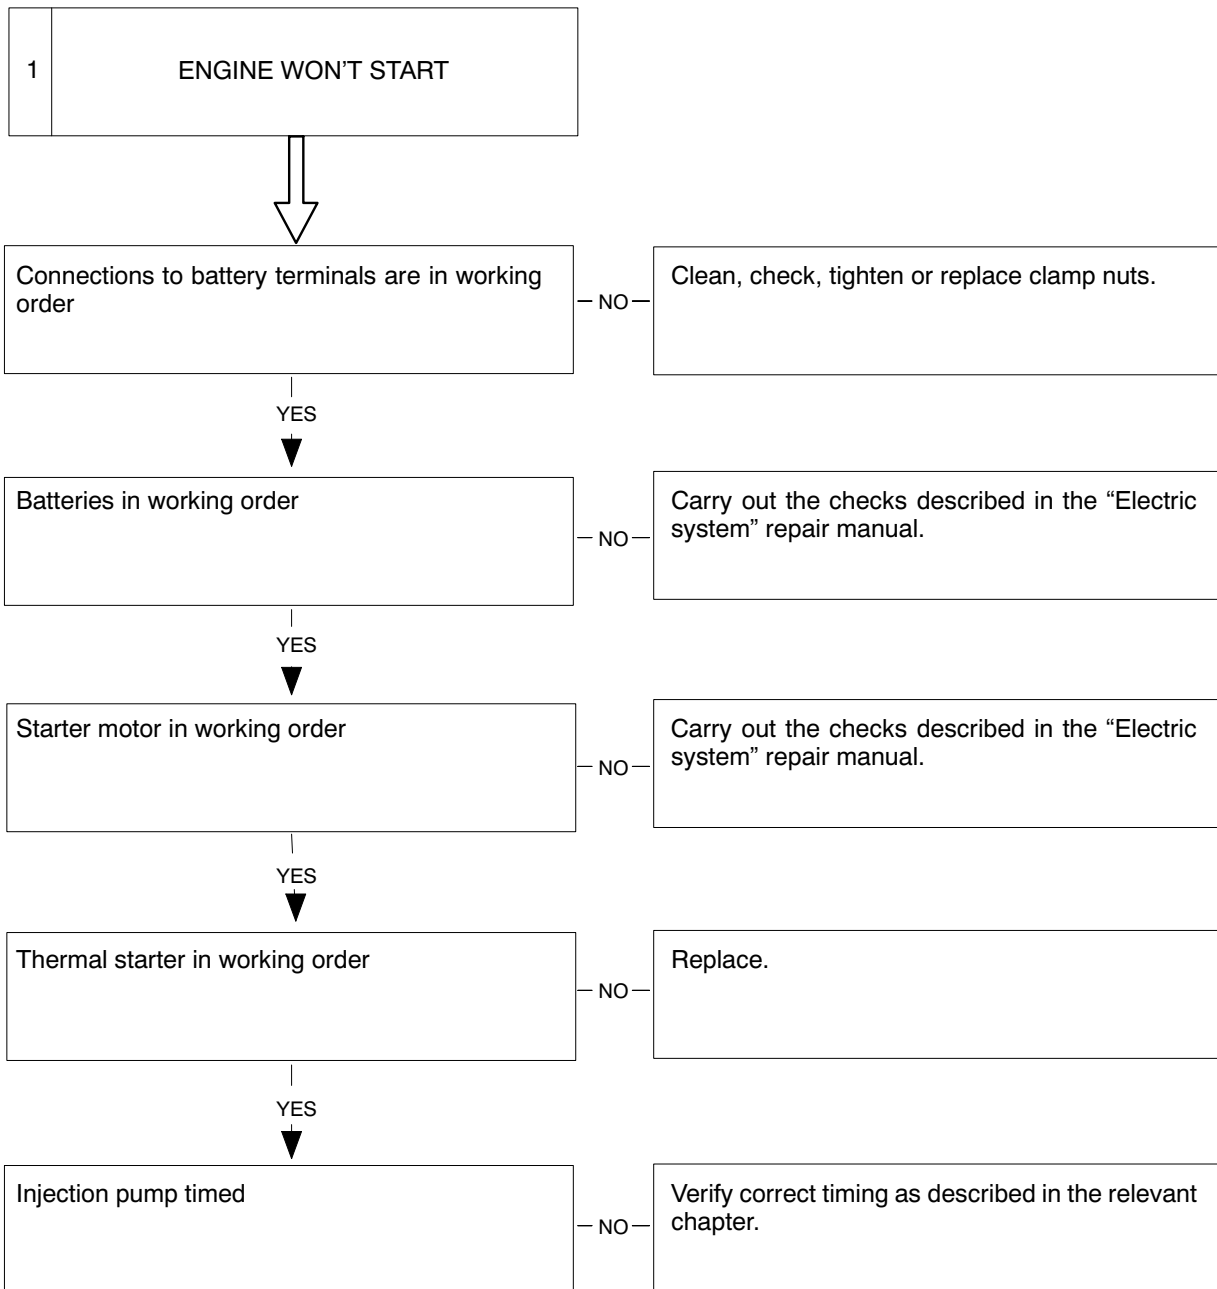 1
ENGINE WON'T START
Connections to battery terminals are in working
order
NO
Clean, check, tighten or replace clamp nuts.
YES
Batteries in working order
NO
Carry out the checks described in the “Electric
system” repair manual.
YES
Starter motor in working order
NO
Carry out the checks described in the “Electric
system” repair manual.
YES
Thermal starter in working order
NO
Replace.
YES
Injection pump timed
NO
Verify correct timing as described in the relevant
chapter.